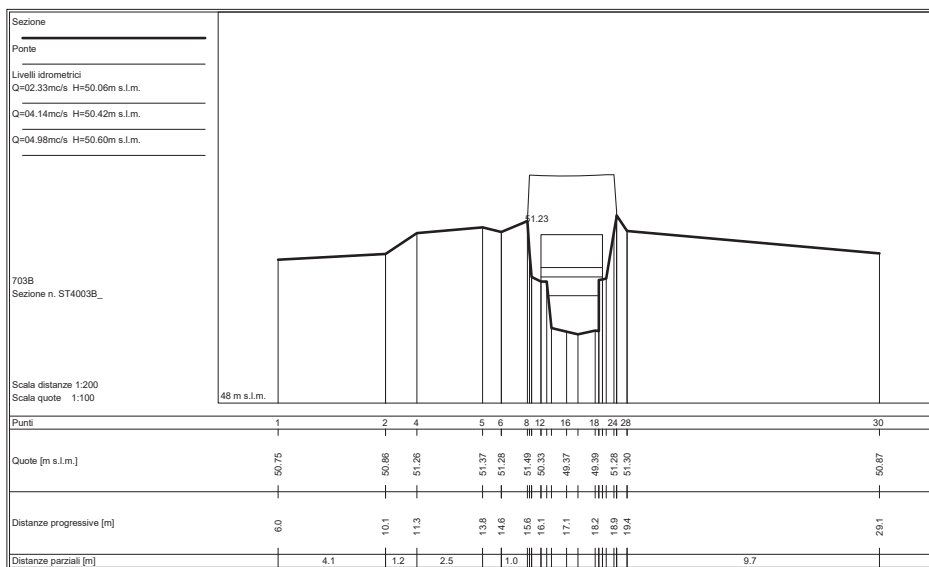 Sezione
Ponte
Livelli idrometrici
Q=02.33mc/s H=50.06m s.l.m.
Q=04.14mc/s H=50.42m s.l.m.
Q=04.98mc/s H=50.60m s.l.m.
51.23
703B
Sezione n. ST4003B_
Scala distanze 1:200
Scala quote 1:100
48 m s.l.m.
Punti 1 2 4 5 6 8 12 16 18 24 28 30
Quote [m s.l.m.] 50.75 50.86 51.26 51.37 51.28 51.49 50.33 49.37 49.39 51.28 51.30 50.87
Distanze progressive [m] 6.0 10.1 11.3 13.8 14.6 15.6 16.1 17.1 18.2 18.9 19.4 29.1
Distanze parziali [m] 4.1 1.2 2.5 1.0 9.7